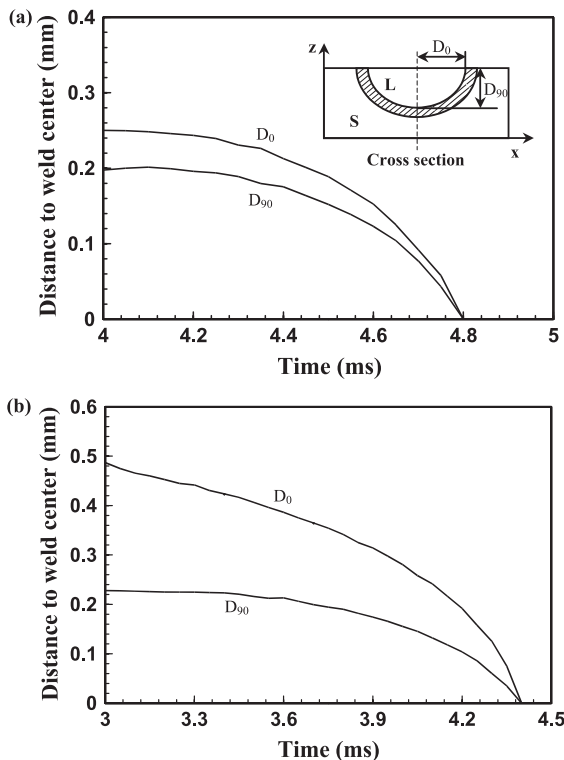 (a)
Distance to weld center (mm)
0.4
0.3
0.2
0.1
0
D0
D90
z
D0
L
D90
S
Cross section
x
4
4.2
4.4
4.6
4.8
5
Time (ms)
(b)
Distance to weld center (mm)
0.6
0.5
0.4
0.3
0.2
0.1
0
D0
D90
3
3.3
3.6
3.9
4.2
4.5
Time (ms)